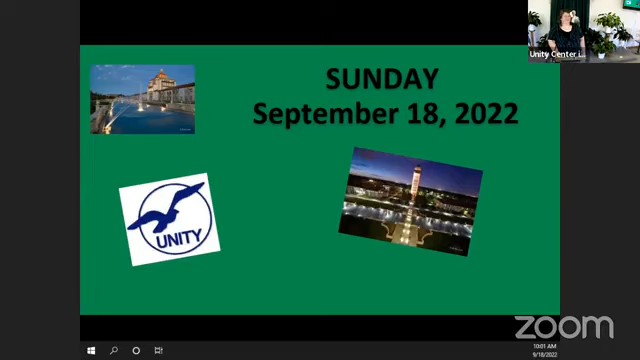 Unity Center i...
SUNDAY
September 18, 2022
UNITY
zoom
10:01 AM
9/18/2022